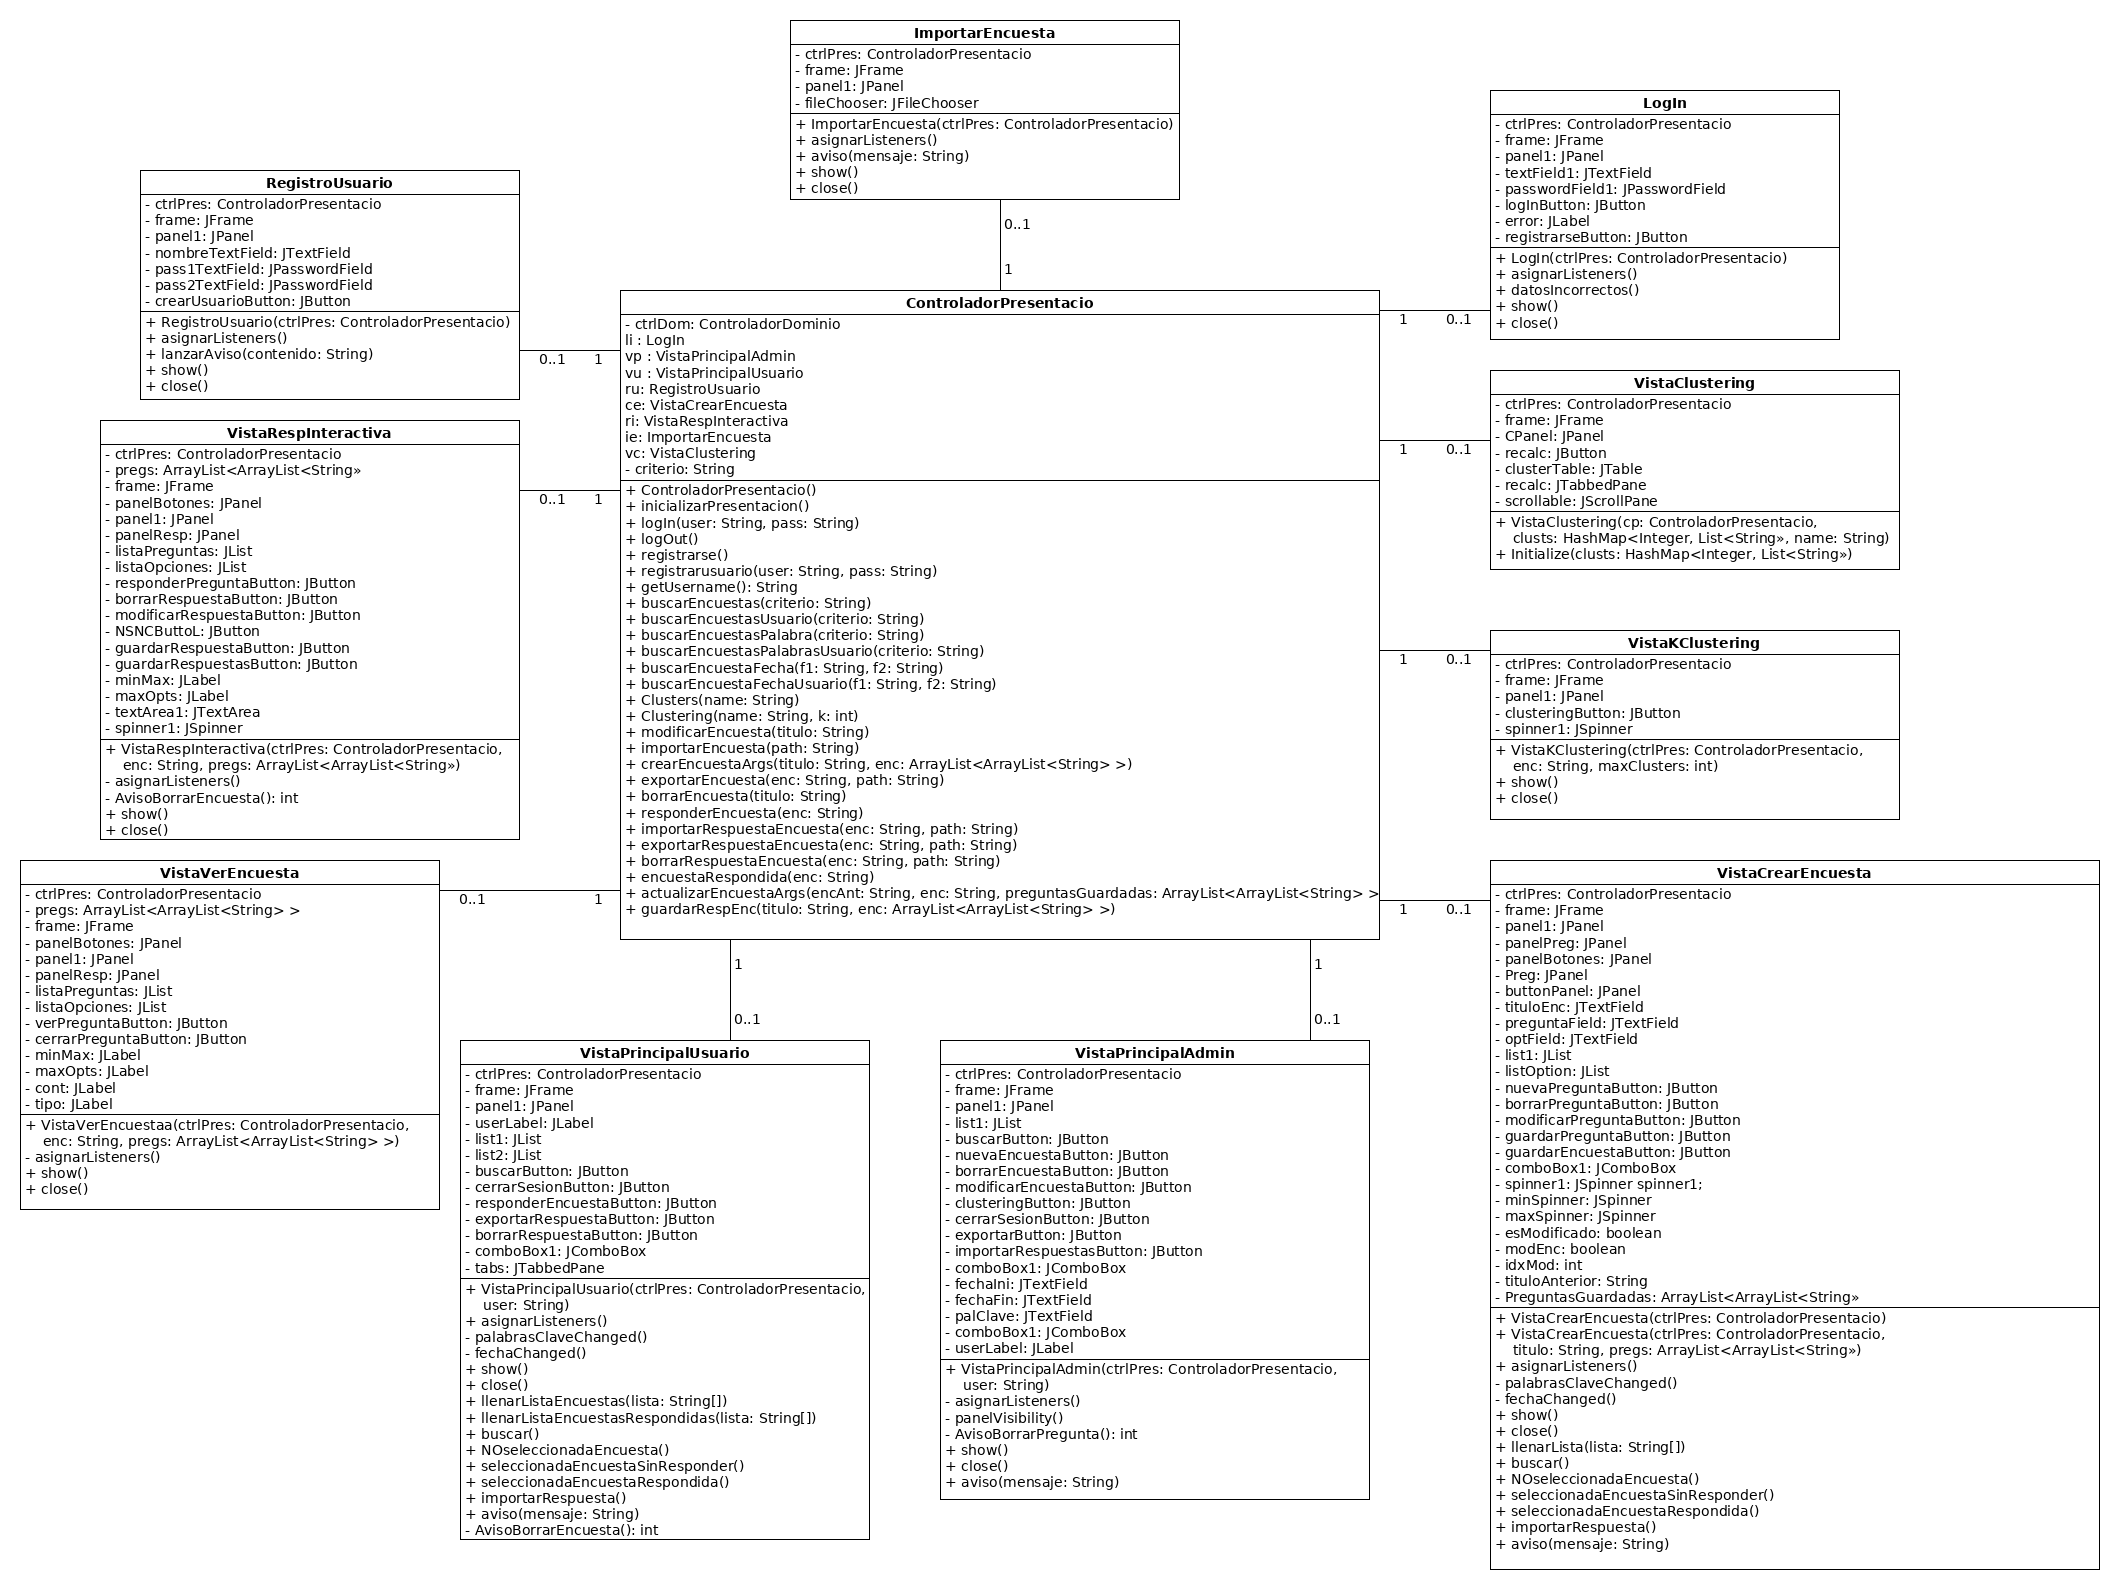 ImportarEncuesta
- ctrlPres: ControladorPresentacio
- frame: JFrame
- panel1: JPanel
- fileChooser: JFileChooser
+ ImportarEncuesta(ctrlPres: ControladorPresentacio)
+ asignarListeners()
+ aviso(mensaje: String)
+ show()
+ close()
0..1
1
LogIn
- ctrlPres: ControladorPresentacio
- frame: JFrame
- panel1: JPanel
- textField1: JTextField
- passwordField1: JPasswordField
- logInButton: JButton
- error: JLabel
- registrarseButton: JButton
+ LogIn(ctrlPres: ControladorPresentacio)
+ asignarListeners()
+ datosIncorrectos()
+ show()
+ close()
1 0..1
RegistroUsuario
- ctrlPres: ControladorPresentacio
- frame: JFrame
- panel1: JPanel
- nombreTextField: JTextField
- pass1TextField: JPasswordField
- pass2TextField: JPasswordField
- crearUsuarioButton: JButton
+ RegistroUsuario(ctrlPres: ControladorPresentacio)
+ asignarListeners()
+ lanzarAviso(contenido: String)
+ show()
+ close()
0..1 1
ControladorPresentacio
- ctrlDom: ControladorDominio
li : LogIn
vp : VistaPrincipalAdmin
vu : VistaPrincipalUsuario
ru: RegistroUsuario
ce: VistaCrearEncuesta
ri: VistaRespInteractiva
ie: ImportarEncuesta
vc: VistaClustering
- criterio: String
+ ControladorPresentacio()
+ inicializarPresentacion()
+ logIn(user: String, pass: String)
+ logOut()
+ registrarse()
+ registrarusuario(user: String, pass: String)
+ getUsername(): String
+ buscarEncuestas(criterio: String)
+ buscarEncuestasUsuario(criterio: String)
+ buscarEncuestasPalabra(criterio: String)
+ buscarEncuestasPalabrasUsuario(criterio: String)
+ buscarEncuestaFecha(f1: String, f2: String)
+ buscarEncuestaFechaUsuario(f1: String, f2: String)
+ Clusters(name: String)
+ Clustering(name: String, k: int)
+ modificarEncuesta(titulo: String)
+ importarEncuesta(path: String)
+ crearEncuestaArgs(titulo: String, enc: ArrayList<ArrayList<String> >)
+ exportarEncuesta(enc: String, path: String)
+ borrarEncuesta(titulo: String)
+ responderEncuesta(enc: String)
+ importarRespuestaEncuesta(enc: String, path: String)
+ exportarRespuestaEncuesta(enc: String, path: String)
+ borrarRespuestaEncuesta(enc: String, path: String)
+ encuestaRespondida(enc: String)
+ actualizarEncuestaArgs(encAnt: String, enc: String, preguntasGuardadas: ArrayList<ArrayList<String> >
+ guardarRespEnc(titulo: String, enc: ArrayList<ArrayList<String> >)
VistaClustering
- ctrlPres: ControladorPresentacio
- frame: JFrame
- CPanel: JPanel
- recalc: JButton
- clusterTable: JTable
- recalc: JTabbedPane
- scrollable: JScrollPane
+ VistaClustering(cp: ControladorPresentacio,
clusts: HashMap<Integer, List<String», name: String)
+ Initialize(clusts: HashMap<Integer, List<String»)
1 0..1
VistaRespInteractiva
- ctrlPres: ControladorPresentacio
- pregs: ArrayList<ArrayList<String»
- frame: JFrame
- panelBotones: JPanel
- panel1: JPanel
- panelResp: JPanel
- listaPreguntas: JList
- listaOpciones: JList
- responderPreguntaButton: JButton
- borrarRespuestaButton: JButton
- modificarRespuestaButton: JButton
- NSNCButtoL: JButton
- guardarRespuestaButton: JButton
- guardarRespuestasButton: JButton
- minMax: JLabel
- maxOpts: JLabel
- textArea1: JTextArea
- spinner1: JSpinner
+ VistaRespInteractiva(ctrlPres: ControladorPresentacio,
enc: String, pregs: ArrayList<ArrayList<String»)
- asignarListeners()
- AvisoBorrarEncuesta(): int
+ show()
+ close()
0..1 1
VistaKClustering
- ctrlPres: ControladorPresentacio
- frame: JFrame
- panel1: JPanel
- clusteringButton: JButton
- spinner1: JSpinner
+ VistaKClustering(ctrlPres: ControladorPresentacio,
enc: String, maxClusters: int)
+ show()
+ close()
1 0..1
VistaVerEncuesta
- ctrlPres: ControladorPresentacio
- pregs: ArrayList<ArrayList<String> >
- frame: JFrame
- panelBotones: JPanel
- panel1: JPanel
- panelResp: JPanel
- listaPreguntas: JList
- listaOpciones: JList
- verPreguntaButton: JButton
- cerrarPreguntaButton: JButton
- minMax: JLabel
- maxOpts: JLabel
- cont: JLabel
- tipo: JLabel
+ VistaVerEncuestaa(ctrlPres: ControladorPresentacio,
enc: String, pregs: ArrayList<ArrayList<String> >)
- asignarListeners()
+ show()
+ close()
0..1 1
1
0..1
VistaPrincipalUsuario
- ctrlPres: ControladorPresentacio
- frame: JFrame
- panel1: JPanel
- userLabel: JLabel
- list1: JList
- list2: JList
- buscarButton: JButton
- cerrarSesionButton: JButton
- responderEncuestaButton: JButton
- exportarRespuestaButton: JButton
- borrarRespuestaButton: JButton
- comboBox1: JComboBox
- tabs: JTabbedPane
+ VistaPrincipalUsuario(ctrlPres: ControladorPresentacio,
user: String)
+ asignarListeners()
- palabrasClaveChanged()
- fechaChanged()
+ show()
+ close()
+ llenarListaEncuestas(lista: String[])
+ llenarListaEncuestasRespondidas(lista: String[])
+ buscar()
+ NOseleccionadaEncuesta()
+ seleccionadaEncuestaSinResponder()
+ seleccionadaEncuestaRespondida()
+ importarRespuesta()
+ aviso(mensaje: String)
- AvisoBorrarEncuesta(): int
1
0..1
VistaPrincipalAdmin
- ctrlPres: ControladorPresentacio
- frame: JFrame
- panel1: JPanel
- list1: JList
- buscarButton: JButton
- nuevaEncuestaButton: JButton
- borrarEncuestaButton: JButton
- modificarEncuestaButton: JButton
- clusteringButton: JButton
- cerrarSesionButton: JButton
- exportarButton: JButton
- importarRespuestasButton: JButton
- comboBox1: JComboBox
- fechaIni: JTextField
- fechaFin: JTextField
- palClave: JTextField
- comboBox1: JComboBox
- userLabel: JLabel
+ VistaPrincipalAdmin(ctrlPres: ControladorPresentacio,
user: String)
- asignarListeners()
- panelVisibility()
- AvisoBorrarPregunta(): int
+ show()
+ close()
+ aviso(mensaje: String)
1 0..1
VistaCrearEncuesta
- ctrlPres: ControladorPresentacio
- frame: JFrame
- panel1: JPanel
- panelPreg: JPanel
- panelBotones: JPanel
- Preg: JPanel
- buttonPanel: JPanel
- tituloEnc: JTextField
- preguntaField: JTextField
- optField: JTextField
- list1: JList
- listOption: JList
- nuevaPreguntaButton: JButton
- borrarPreguntaButton: JButton
- modificarPreguntaButton: JButton
- guardarPreguntaButton: JButton
- guardarEncuestaButton: JButton
- comboBox1: JComboBox
- spinner1: JSpinner spinner1;
- minSpinner: JSpinner
- maxSpinner: JSpinner
- esModificado: boolean
- modEnc: boolean
- idxMod: int
- tituloAnterior: String
- PreguntasGuardadas: ArrayList<ArrayList<String»
+ VistaCrearEncuesta(ctrlPres: ControladorPresentacio)
+ VistaCrearEncuesta(ctrlPres: ControladorPresentacio,
titulo: String, pregs: ArrayList<ArrayList<String»)
+ asignarListeners()
- palabrasClaveChanged()
- fechaChanged()
+ show()
+ close()
+ llenarLista(lista: String[])
+ buscar()
+ NOseleccionadaEncuesta()
+ seleccionadaEncuestaSinResponder()
+ seleccionadaEncuestaRespondida()
+ importarRespuesta()
+ aviso(mensaje: String)